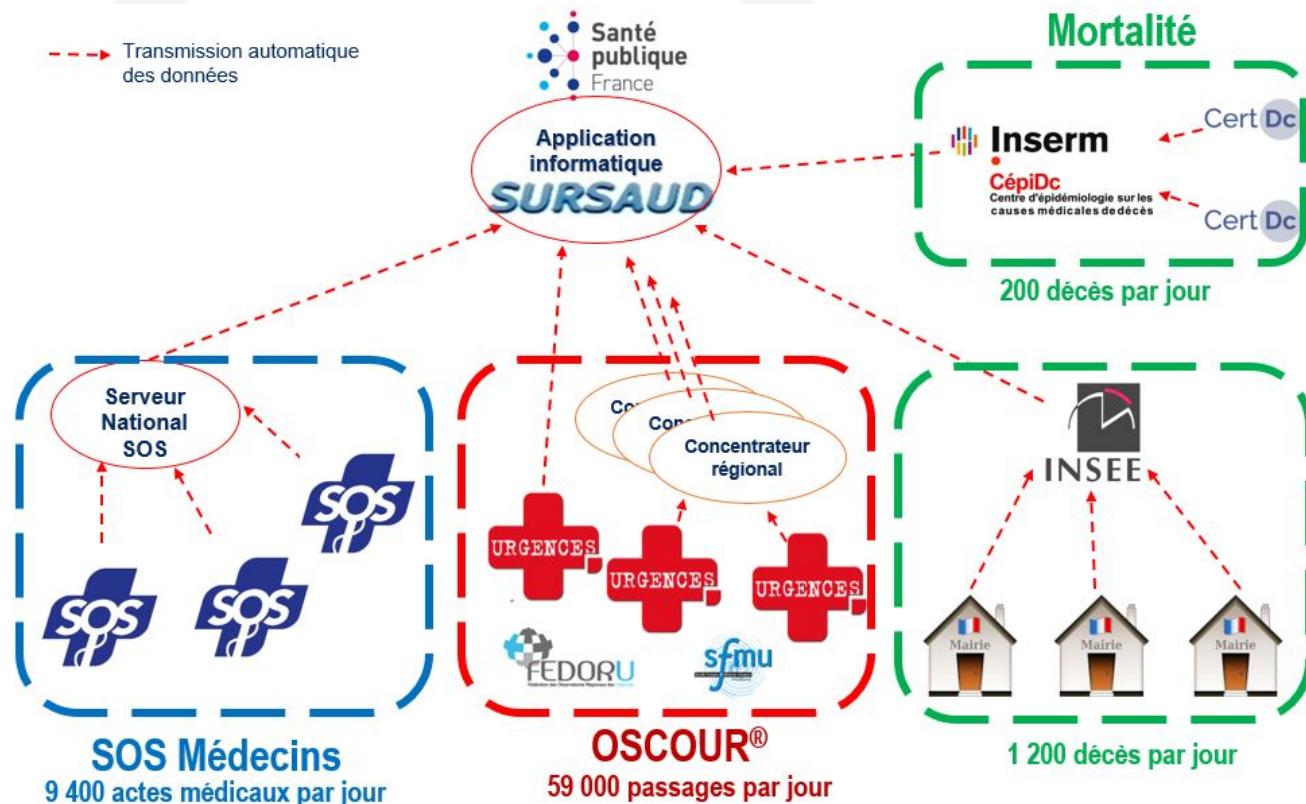 Transmission automatique
des données
Santé
publique
France
Application
informatique
SURSAUD
Mortalité
Inserm
CépiDc
Centre d'épidémiologie sur les
causes médicales de décès
Cert Dc
Cert Dc
200 décès par jour
Serveur
National
SOS
SOS
SOS
SOS
SOS Médecins
9 400 actes médicaux par jour
Co
Conc
Concentrateur
régional
URGENCES
URGENCES
URGENCES
FEDORU
sfmu
OSCOUR®
59 000 passages par jour
INSEE
Mairie
Mairie
Mairie
1 200 décès par jour